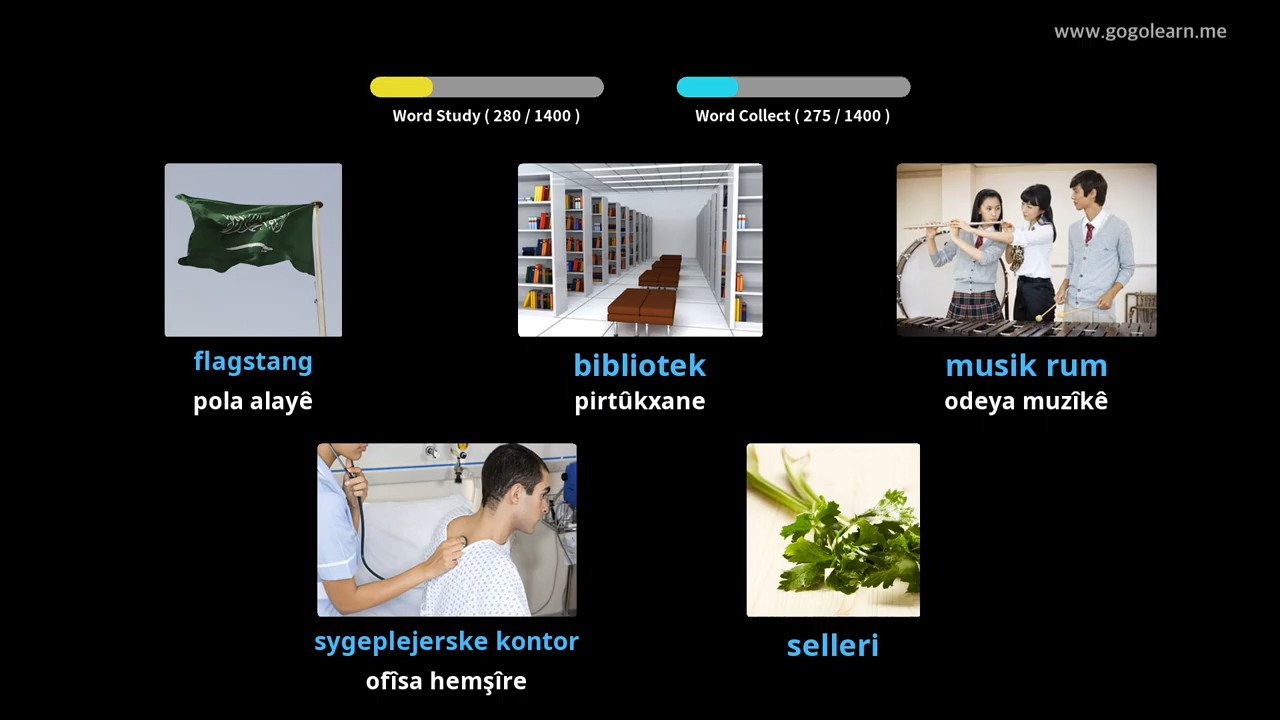 www.gogolearn.me
Word Study ( 280 / 1400 )
Word Collect ( 275 / 1400 )
flagstang
pola alayê
bibliotek
pirtûkxane
musik rum
odeya muzîkê
sygeplejerske kontor
ofîsa hemşîre
selleri